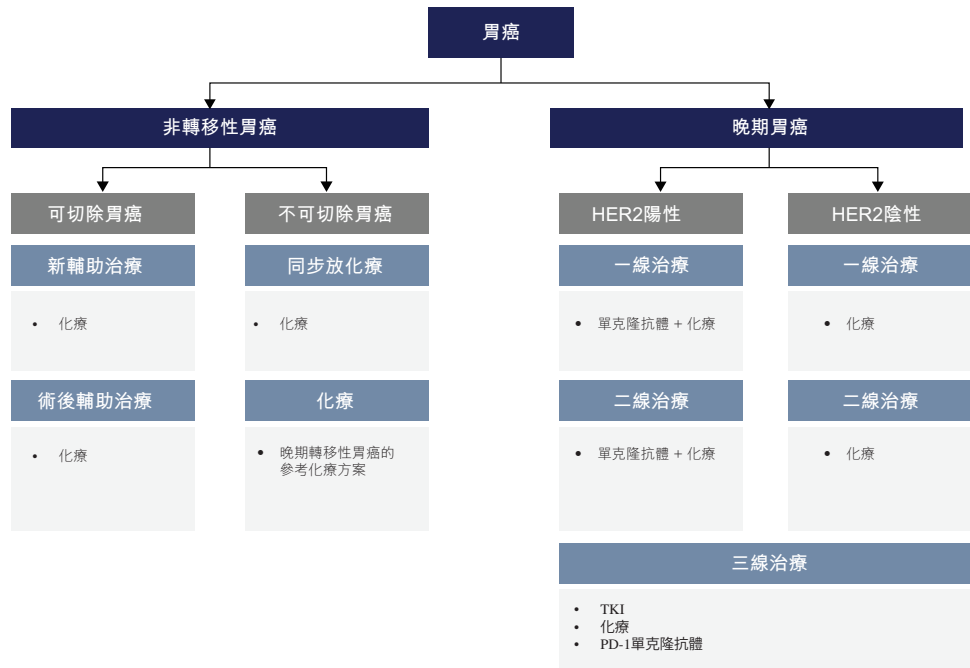 胃癌
非轉移性胃癌
晚期胃癌
可切除胃癌
不可切除胃癌
HER2陽性
HER2陰性
新輔助治療
同步放化療
一線治療
一線治療
• 化療
• 化療
• 單克隆抗體 + 化療
• 化療
術後輔助治療
化療
二線治療
二線治療
• 化療
• 晚期轉移性胃癌的
參考化療方案
• 單克隆抗體 + 化療
• 化療
三線治療
• TKI
• 化療
• PD-1單克隆抗體